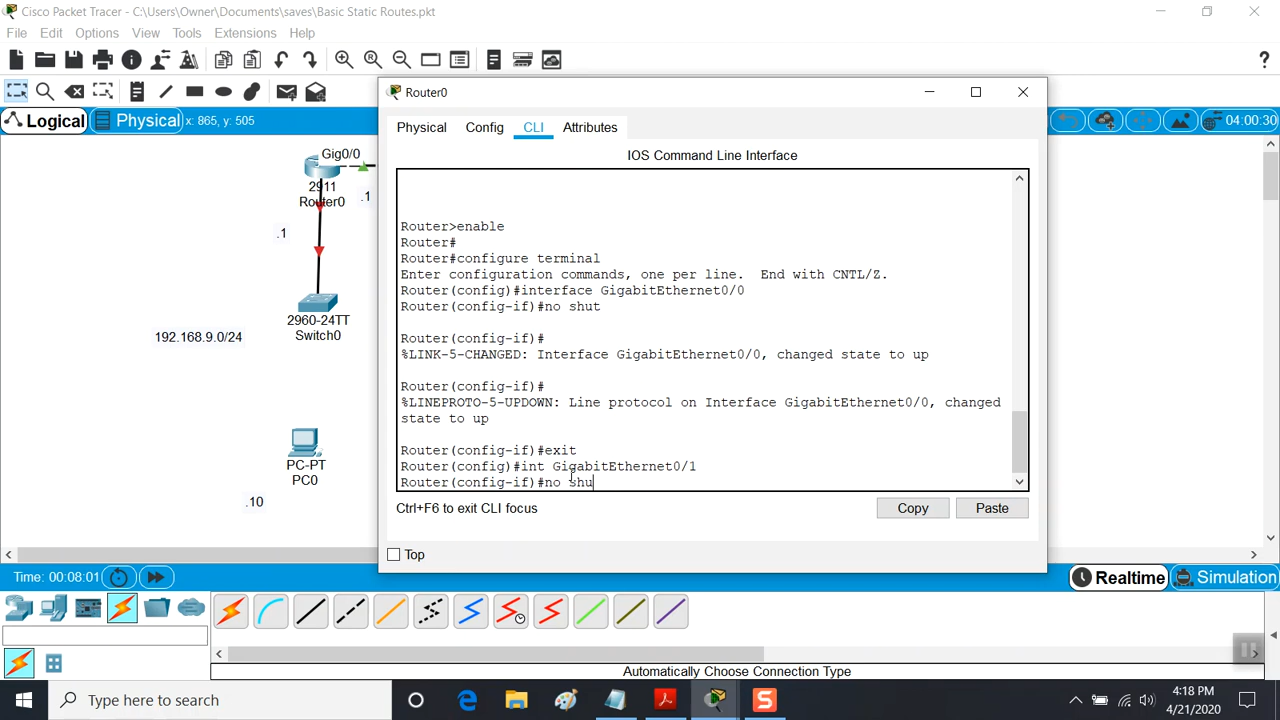 Cisco Packet Tracer - C:\Users\Owner\Documents\saves\Basic Static Routes.pkt
File Edit Options View Tools Extensions Help
Logical Physical x: 865, y: 505
04:00:30
Router0
Physical Config CLI Attributes
IOS Command Line Interface
Router>enable
Router#
Router#configure terminal
Enter configuration commands, one per line.  End with CNTL/Z.
Router(config)#interface GigabitEthernet0/0
Router(config-if)#no shut
Router(config-if)#
%LINK-5-CHANGED: Interface GigabitEthernet0/0, changed state to up
Router(config-if)#
%LINEPROTO-5-UPDOWN: Line protocol on Interface GigabitEthernet0/0, changed
state to up
Router(config-if)#exit
Router(config)#int GigabitEthernet0/1
Router(config-if)#no shu
Ctrl+F6 to exit CLI focus
Copy Paste
Top
Gig0/0
2911
Router0
.1
.1
2960-24TT
Switch0
192.168.9.0/24
PC-PT
PC0
.10
Time: 00:08:01
Realtime Simulation
Automatically Choose Connection Type
Type here to search
4:18 PM
4/21/2020